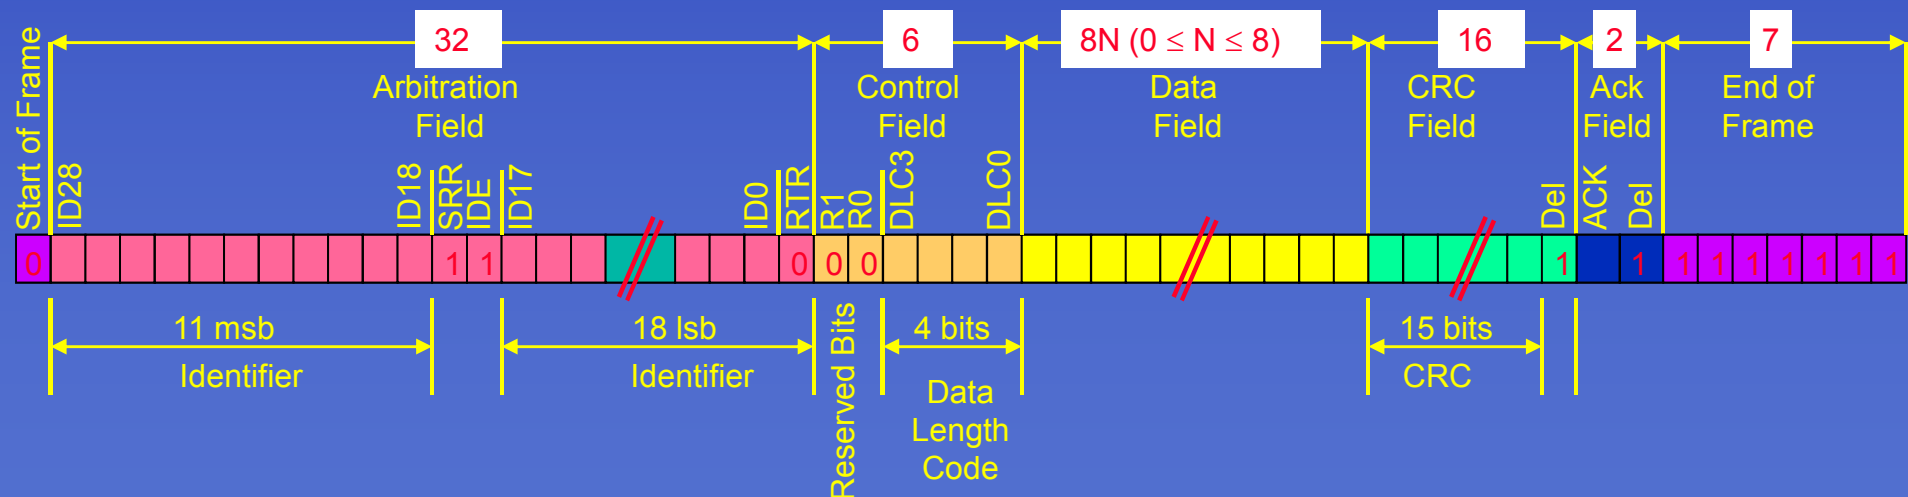 32
6
8N (0 ≤ N ≤ 8)
16
2
7
Start of Frame
Arbitration
Field
Control
Field
Data
Field
CRC
Field
Ack
Field
End of
Frame
ID28
ID18
SRR
IDE
ID17
ID0
RTR
R1
R0
DLC3
DLC0
Del
ACK
Del
0
1
1
0
0
0
1
1
1
1
1
1
1
1
1
11 msb
Identifier
18 lsb
Identifier
Reserved Bits
4 bits
Data
Length
Code
15 bits
CRC